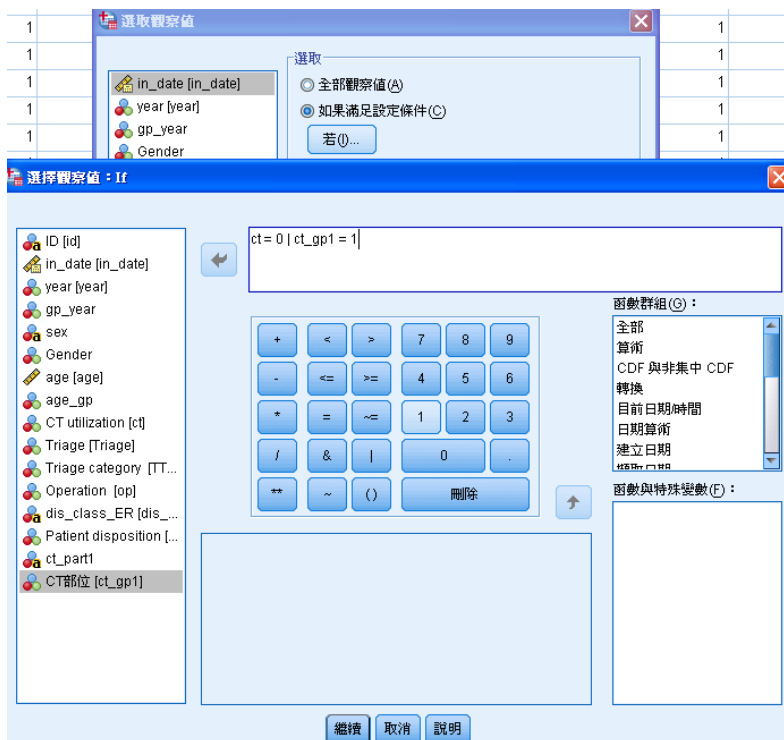 選取觀察值
1
1
1
1
1
1
1
1
1
1
in_date [in_date]
year [year]
gp_year
Gender
選取
全部觀察值(A)
如果滿足設定條件(C)
若(I)...
選擇觀察值：If
ID [id]
in_date [in_date]
year [year]
gp_year
sex
Gender
age [age]
age_gp
CT utilization [ct]
Triage [Triage]
Triage category [TT...
Operation [op]
dis_class_ER [dis_...
Patient disposition [...
ct_part1
CT部位 [ct_gp1]
ct = 0 | ct_gp1 = 1
+ < > 7 8 9
- <= >= 4 5 6
* = ~= 1 2 3
/ & | 0 .
** ~ () 刪除
函數群組(G)：
全部
算術
CDF 與非集中 CDF
轉換
目前日期/時間
日期算術
建立日期
擷取日期
函數與特殊變數(F)：
繼續 取消 說明